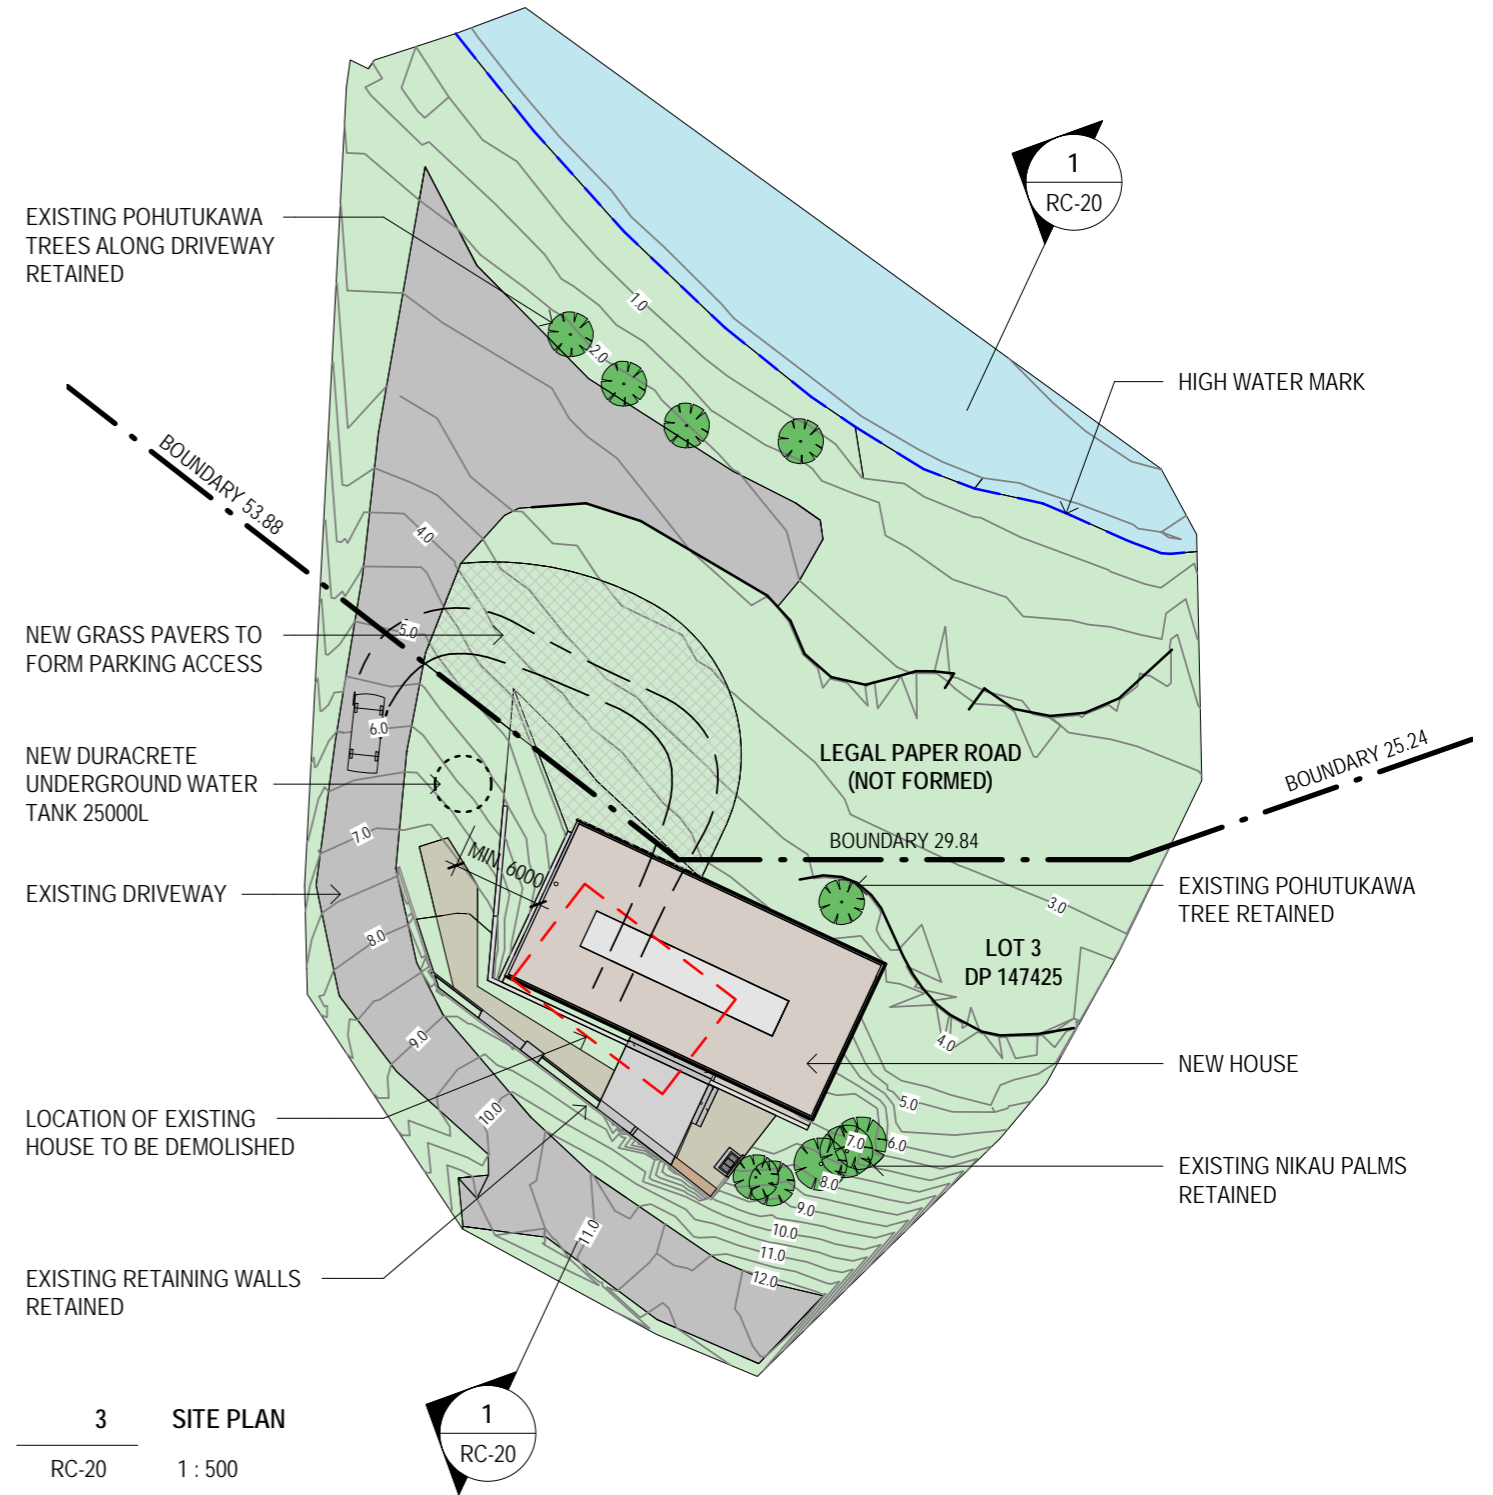 1
RC-20
EXISTING POHUTUKAWA
TREES ALONG DRIVEWAY
RETAINED
1.0
2.0
HIGH WATER MARK
BOUNDARY 53.88
4.0
NEW GRASS PAVERS TO
FORM PARKING ACCESS
5.0
6.0
NEW DURACRETE
UNDERGROUND WATER
TANK 25000L
LEGAL PAPER ROAD
(NOT FORMED)
BOUNDARY 25.24
7.0
BOUNDARY 29.84
MIN. 6000
EXISTING DRIVEWAY
EXISTING POHUTUKAWA
TREE RETAINED
3.0
8.0
LOT 3
DP 147425
9.0
4.0
NEW HOUSE
10.0
5.0
LOCATION OF EXISTING
HOUSE TO BE DEMOLISHED
7.0
6.0
EXISTING NIKAU PALMS
RETAINED
8.0
9.0
11.0
10.0
11.0
12.0
EXISTING RETAINING WALLS
RETAINED
3
SITE PLAN
RC-20
1 : 500
1
RC-20